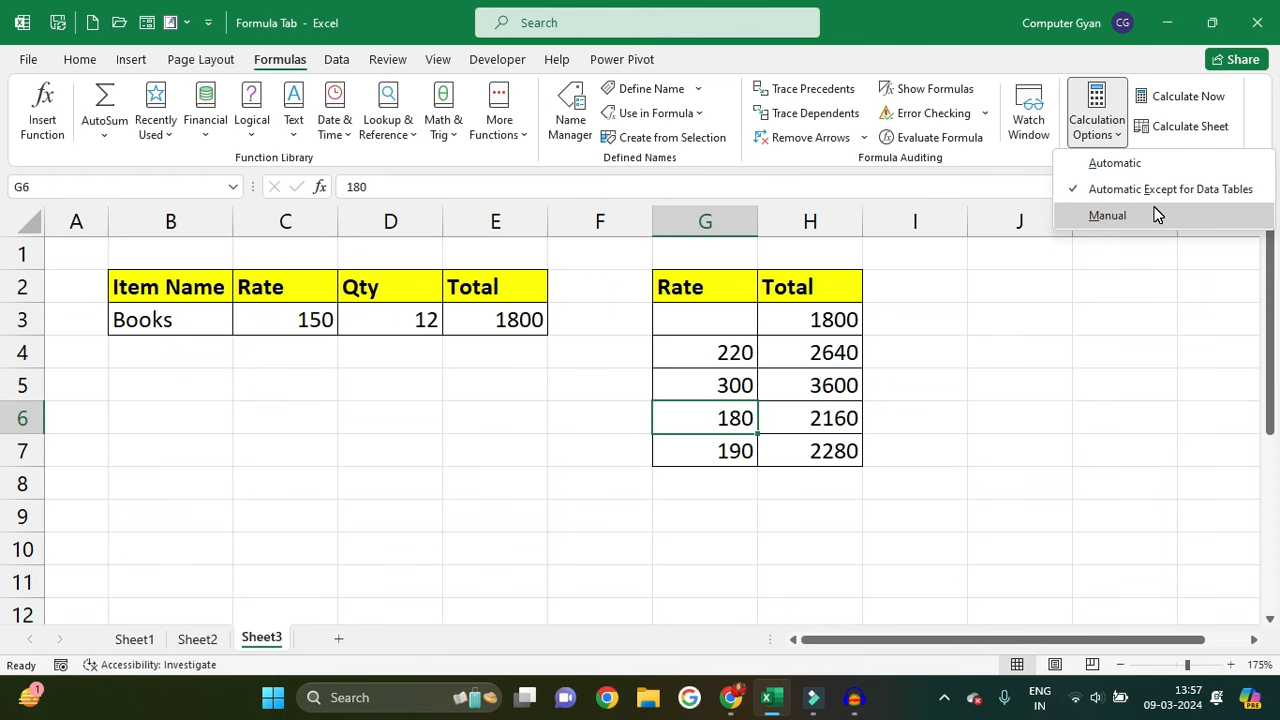 Formula Tab - Excel
Search
Computer Gyan
CG
File Home Insert Page Layout Formulas Data Review View Developer Help Power Pivot
Share
fx Insert Function
Σ AutoSum
Recently Used
Financial
Logical
Text
Date & Time
Lookup & Reference
Math & Trig
More Functions
Function Library
Name Manager
Define Name
Use in Formula
Create from Selection
Defined Names
Trace Precedents
Trace Dependents
Remove Arrows
Show Formulas
Error Checking
Evaluate Formula
Formula Auditing
Watch Window
Calculation Options
Calculate Now
Calculate Sheet
Automatic
Automatic Except for Data Tables
Manual
G6
fx 180
A B C D E F G H I J
1
2 Item Name Rate Qty Total Rate Total
3 Books 150 12 1800 1800
4 220 2640
5 300 3600
6 180 2160
7 190 2280
8
9
10
11
12
Sheet1 Sheet2 Sheet3
Ready Accessibility: Investigate 175%
1 Search ENG IN 13:57 09-03-2024 PRE